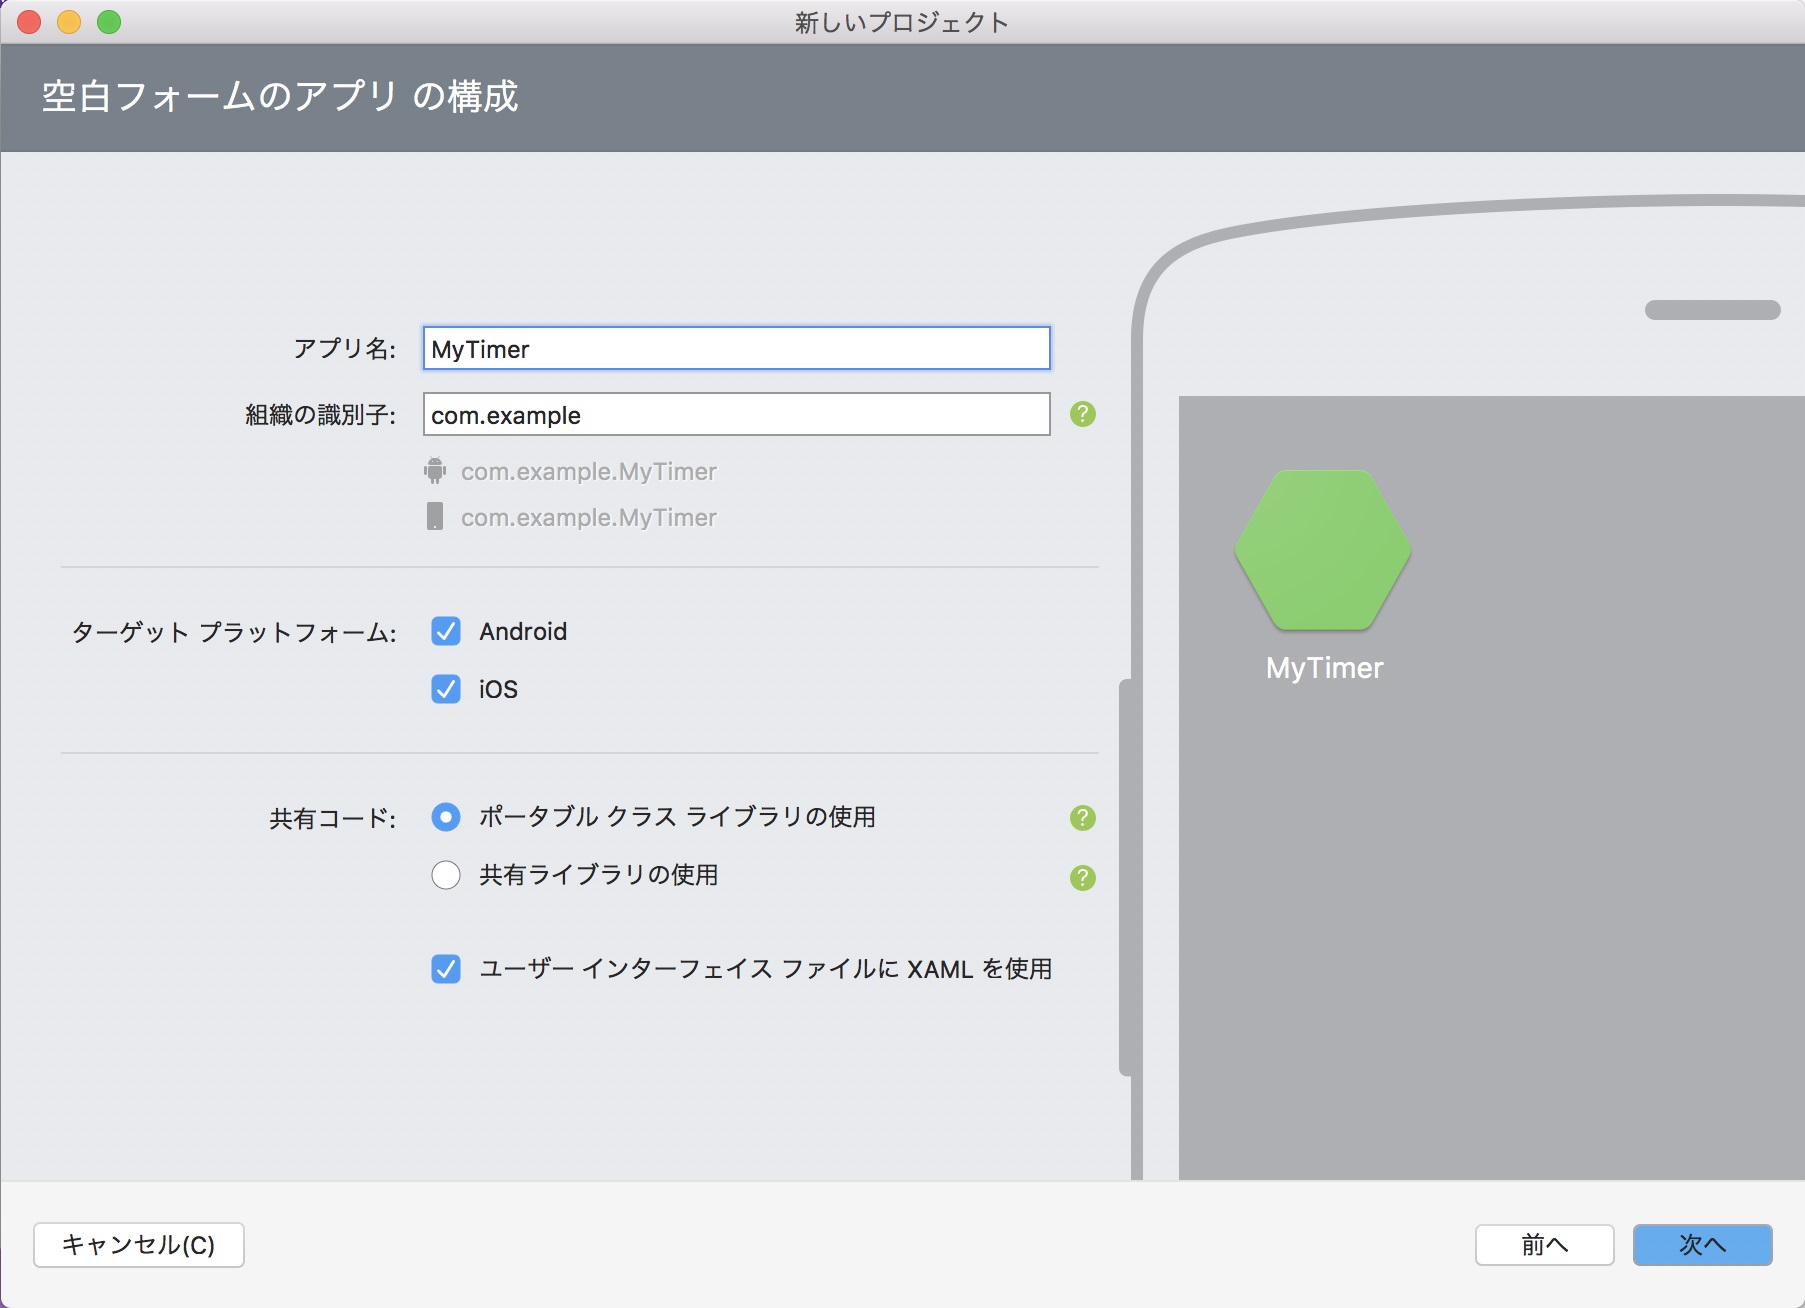 新しいプロジェクト
空白フォームのアプリ の構成
アプリ名: MyTimer
組織の識別子: com.example ?
com.example.MyTimer
com.example.MyTimer
ターゲット プラットフォーム: Android
iOS
MyTimer
共有コード: ポータブル クラス ライブラリの使用 ?
共有ライブラリの使用 ?
ユーザー インターフェイス ファイルに XAML を使用
キャンセル(C) 前へ 次へ